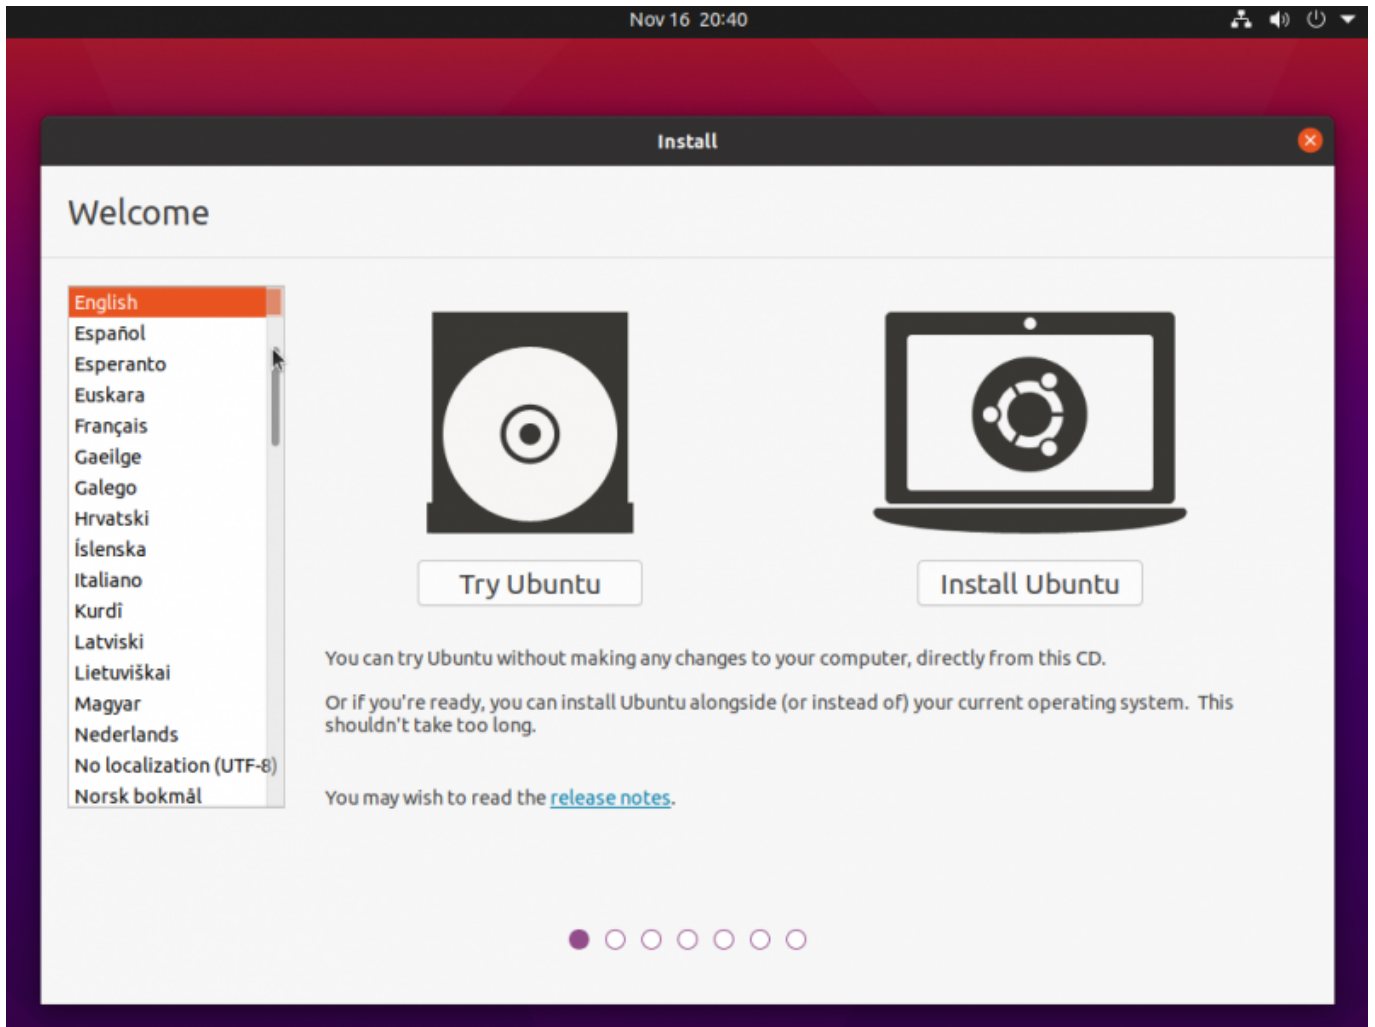 Nov 16  20:40
Install
Welcome
English
Español
Esperanto
Euskara
Français
Gaeilge
Galego
Hrvatski
Íslenska
Italiano
Kurdî
Latviski
Lietuviškai
Magyar
Nederlands
No localization (UTF-8)
Norsk bokmål
Try Ubuntu
Install Ubuntu
You can try Ubuntu without making any changes to your computer, directly from this CD.
Or if you're ready, you can install Ubuntu alongside (or instead of) your current operating system.  This
shouldn't take too long.
You may wish to read the release notes.